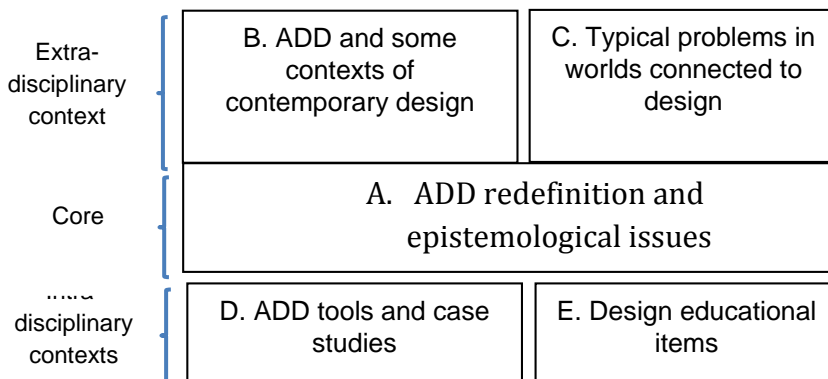 Extra-
disciplinary
context
B. ADD and some
contexts of
contemporary design
C. Typical problems in
worlds connected to
design
Core
A. ADD redefinition and
epistemological issues
disciplinary
contexts
D. ADD tools and case
studies
E. Design educational
items